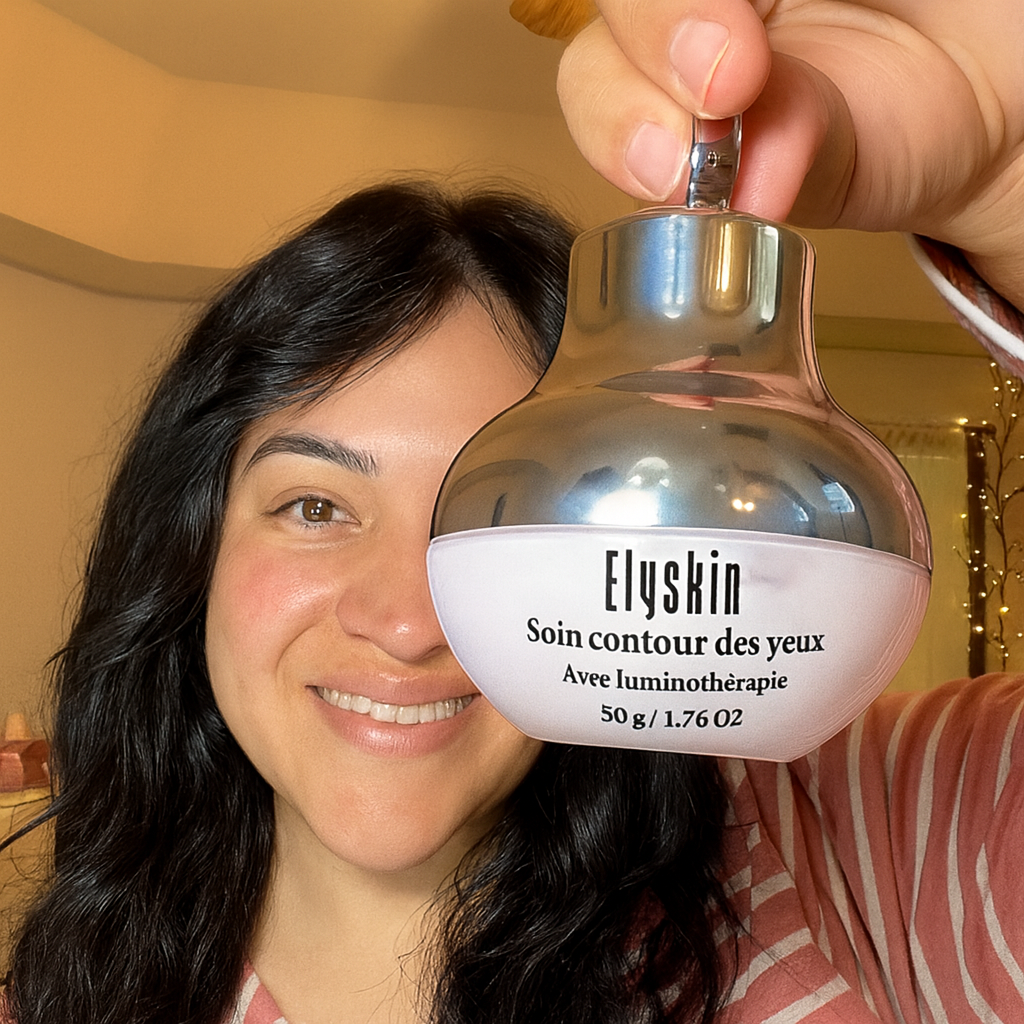 Elyskin
Soin contour des yeux
Avee luminothèrapie
50 g / 1.76 O2